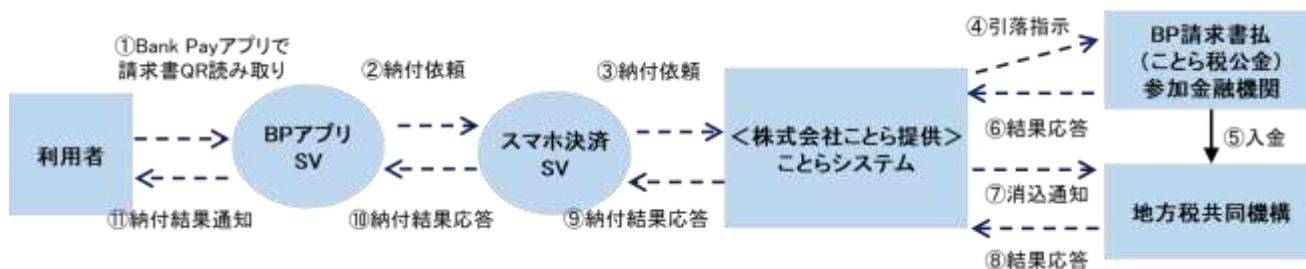 ①Bank Payアプリで
請求書QR読み取り
②納付依頼
③納付依頼
④引落指示
利用者
BPアプリ
SV
スマホ決済
SV
<株式会社ことら提供>
ことらシステム
BP請求書払
(ことら税公金)
参加金融機関
⑥結果応答
⑤入金
⑦消込通知
地方税共同機構
⑧結果応答
⑨納付結果応答
⑩納付結果応答
⑪納付結果通知